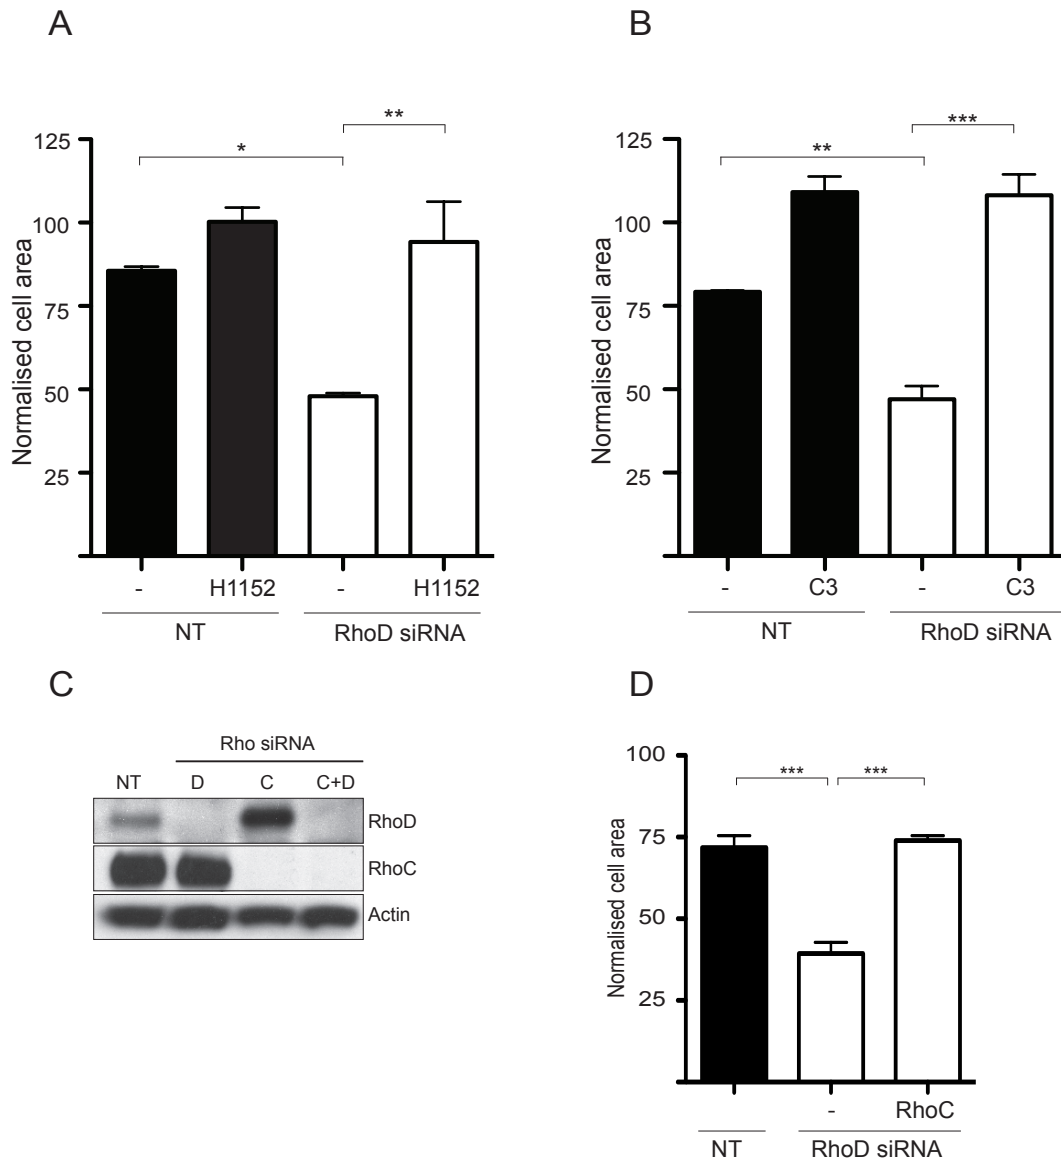 A
Normalised cell area
125
100
75
50
25
*
**
- H1152 - H1152
NT RhoD siRNA
B
Normalised cell area
125
100
75
50
25
**
***
- C3 - C3
NT RhoD siRNA
C
Rho siRNA
NT D C C+D
RhoD
RhoC
Actin
D
Normalised cell area
100
75
50
25
*** ***
- RhoC
NT RhoD siRNA